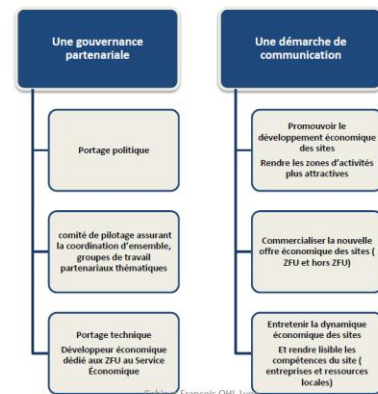 Une gouvernance
partenariale
Portage politique
comité de pilotage assurant
la coordination d'ensemble,
groupes de travail
partenariaux thématiques
Portage technique
Développeur économique
dédié aux ZFU au Service
Économique
Une démarche de
communication
Promouvoir le
développement économique
des sites
Rendre les zones d'activités
plus attractives
Commercialiser la nouvelle
offre économique des sites (
ZFU et hors ZFU)
Entretenir la dynamique
économique des sites
Et rendre lisible les
compétences du site (
entreprises et ressources
locales)
François OHL